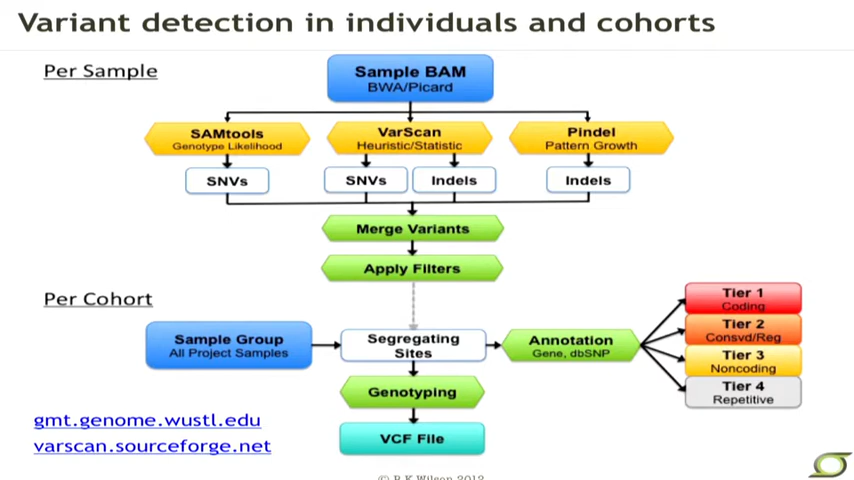 Variant detection in individuals and cohorts
Per Sample
Sample BAM
BWA/Picard
SAMtools
Genotype Likelihood
VarScan
Heuristic/Statistic
Pindel
Pattern Growth
SNVs
SNVs
Indels
Indels
Merge Variants
Apply Filters
Per Cohort
Sample Group
All Project Samples
Segregating
Sites
Annotation
Gene, dbSNP
Tier 1
Coding
Tier 2
Consvd/Reg
Tier 3
Noncoding
Tier 4
Repetitive
Genotyping
VCF File
gmt.genome.wustl.edu
varscan.sourceforge.net
© R.K.Wilson 2012